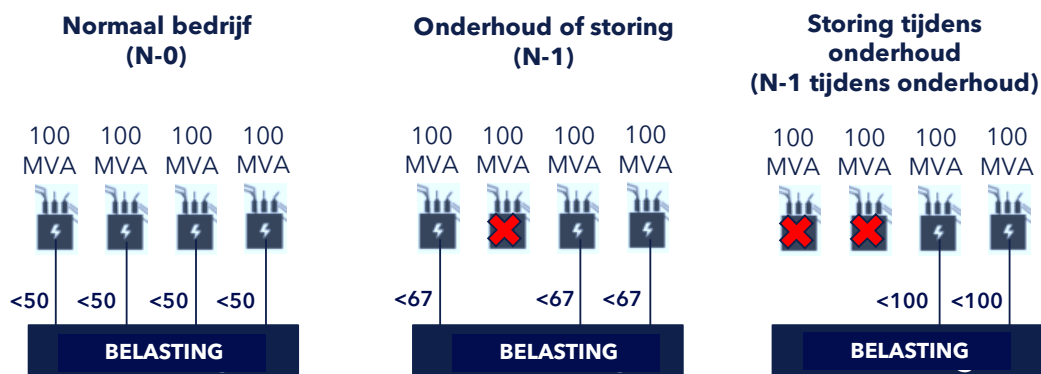 Normaal bedrijf
(N-0)
100 100 100 100
MVA MVA MVA MVA
<50 <50 <50 <50
BELASTING
Onderhoud of storing
(N-1)
100 100 100 100
MVA MVA MVA MVA
<67 <67 <67
BELASTING
Storing tijdens
onderhoud
(N-1 tijdens onderhoud)
100 100 100 100
MVA MVA MVA MVA
<100 <100
BELASTING